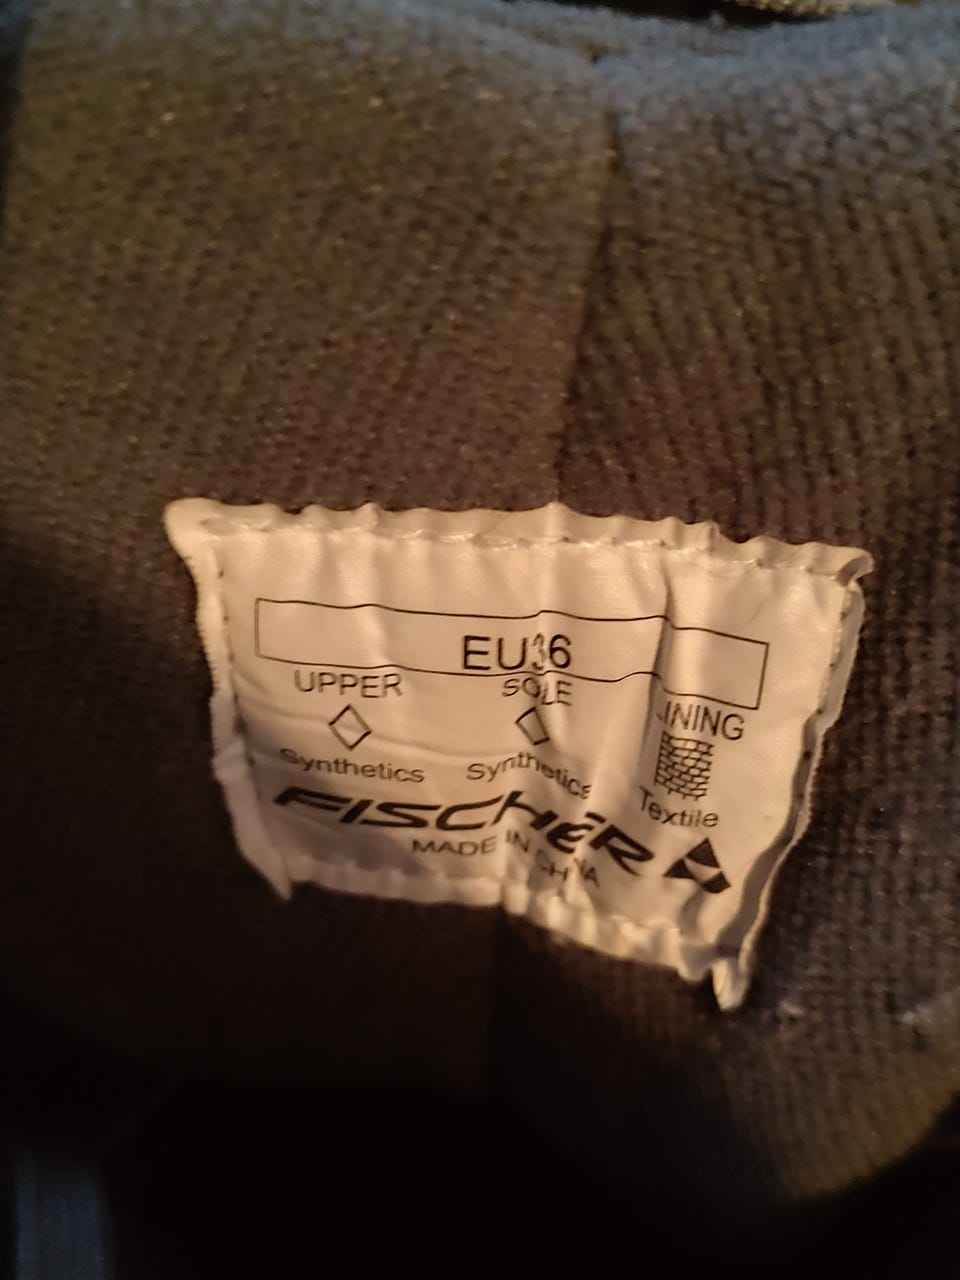 EU36
UPPER SOLE LINING
Synthetics Synthetics Textile
FISCHER
MADE IN CHINA